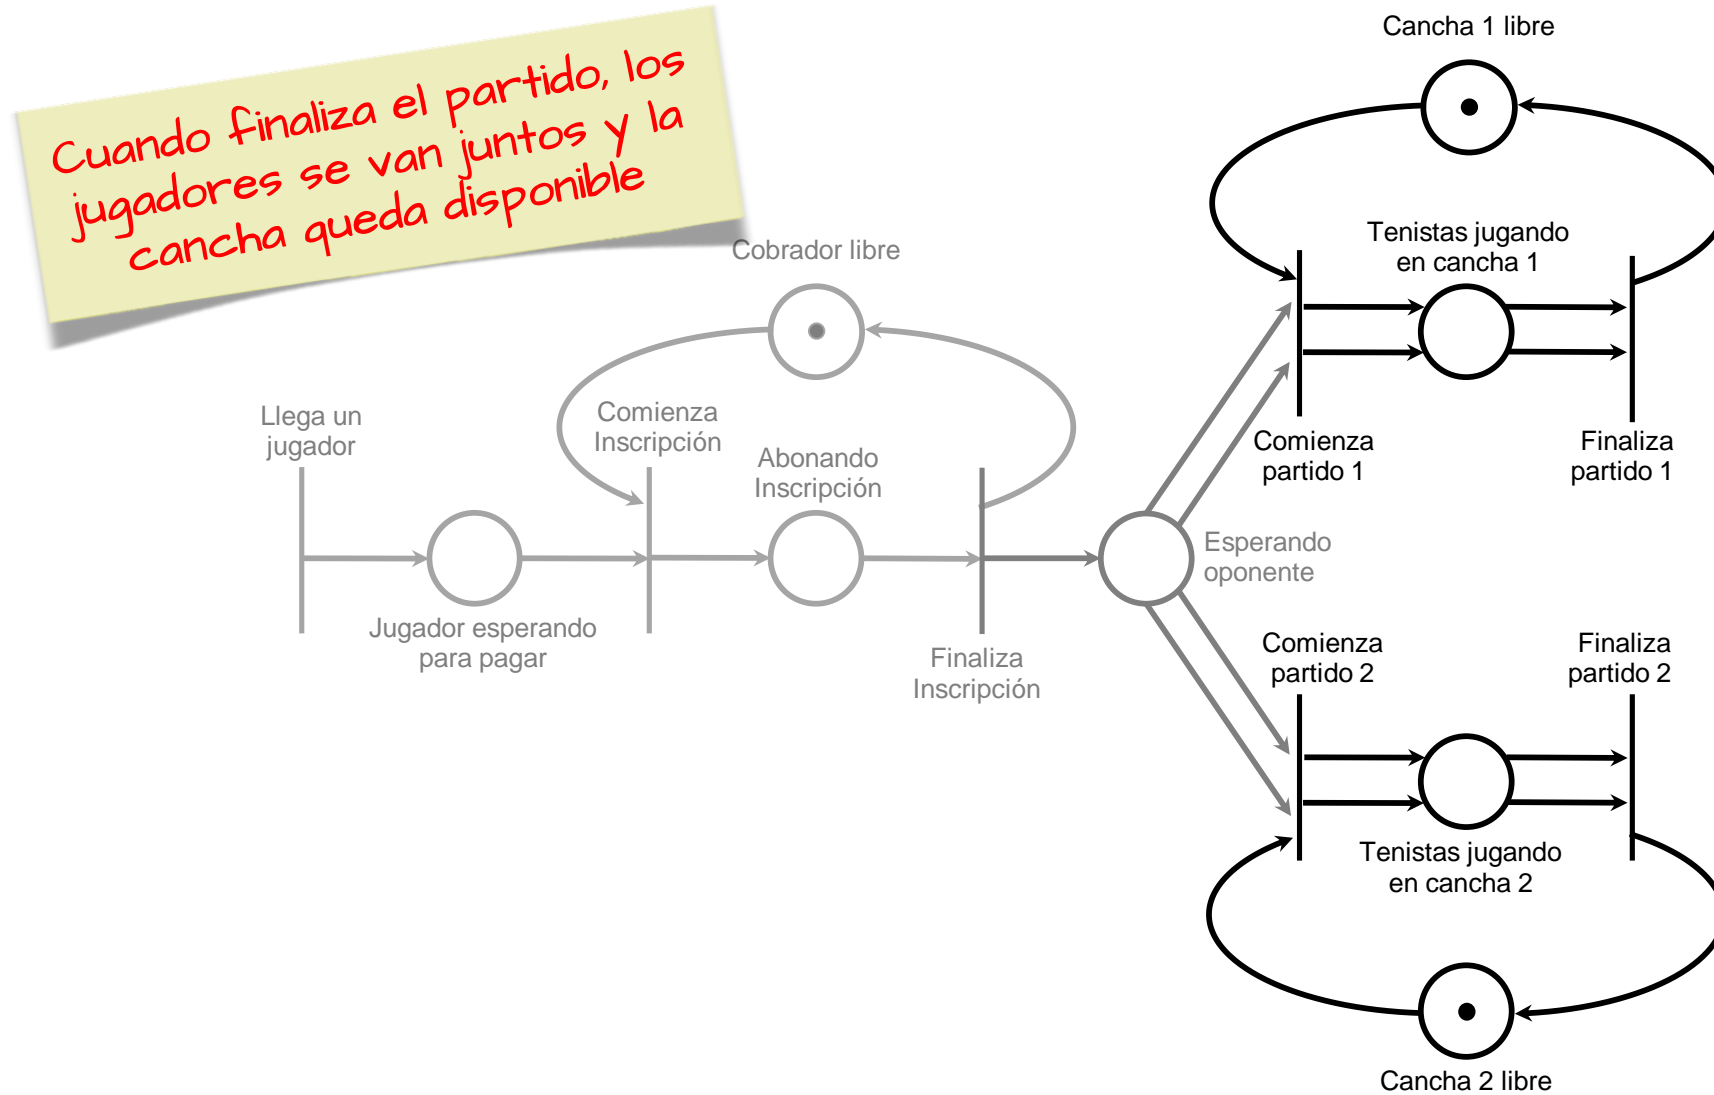 Cuando finaliza el partido, los
jugadores se van juntos y la
cancha queda disponible
Cancha 1 libre
Tenistas jugando
en cancha 1
Cobrador libre
Llega un
jugador
Comienza
Inscripción
Abonando
Inscripción
Comienza
partido 1
Finaliza
partido 1
Esperando
oponente
Jugador esperando
para pagar
Finaliza
Inscripción
Comienza
partido 2
Finaliza
partido 2
Tenistas jugando
en cancha 2
Cancha 2 libre